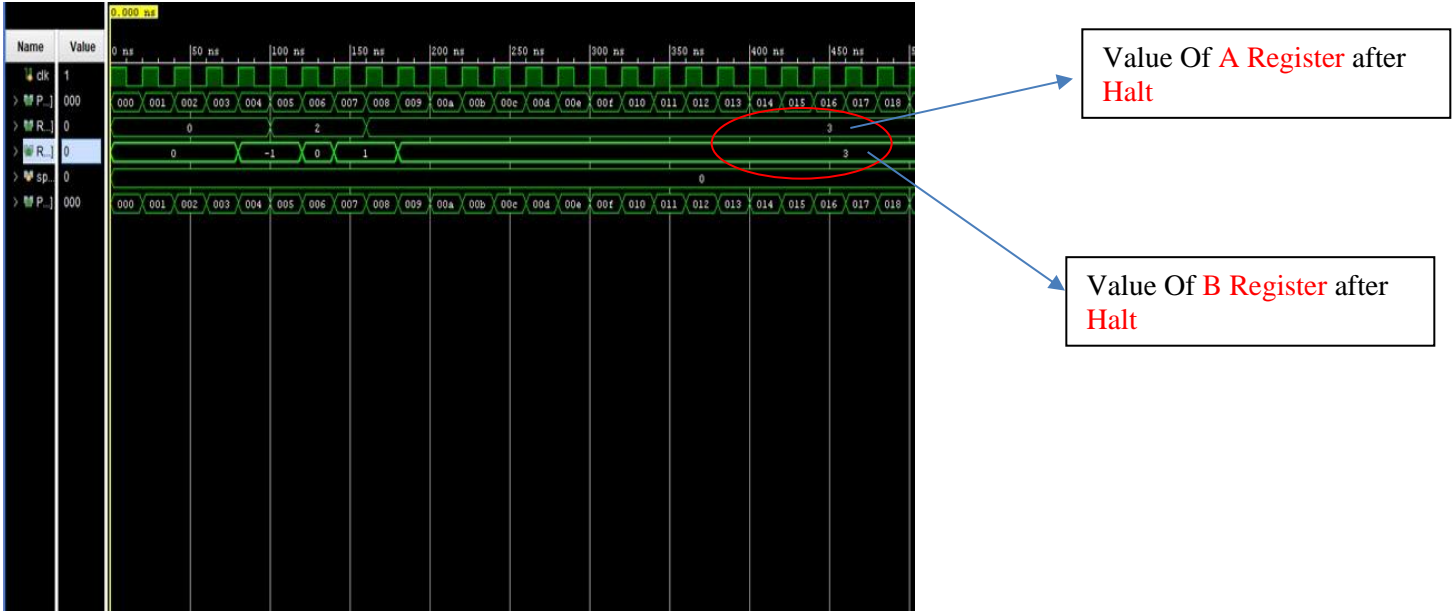 0.000 ns
Name Value 0 ns 50 ns 100 ns 150 ns 200 ns 250 ns 300 ns 350 ns 400 ns 450 ns
clk 1
P...] 000 000 001 002 003 004 005 006 007 008 009 00a 00b 00c 00d 00e 00f 010 011 012 013 014 015 016 017 018
R...] 0 0 2 3
R...] 0 0 -1 0 1 3
sp... 0 0
P...] 000 000 001 002 003 004 005 006 007 008 009 00a 00b 00c 00d 00e 00f 010 011 012 013 014 015 016 017 018
Value Of A Register after
Halt
Value Of B Register after
Halt